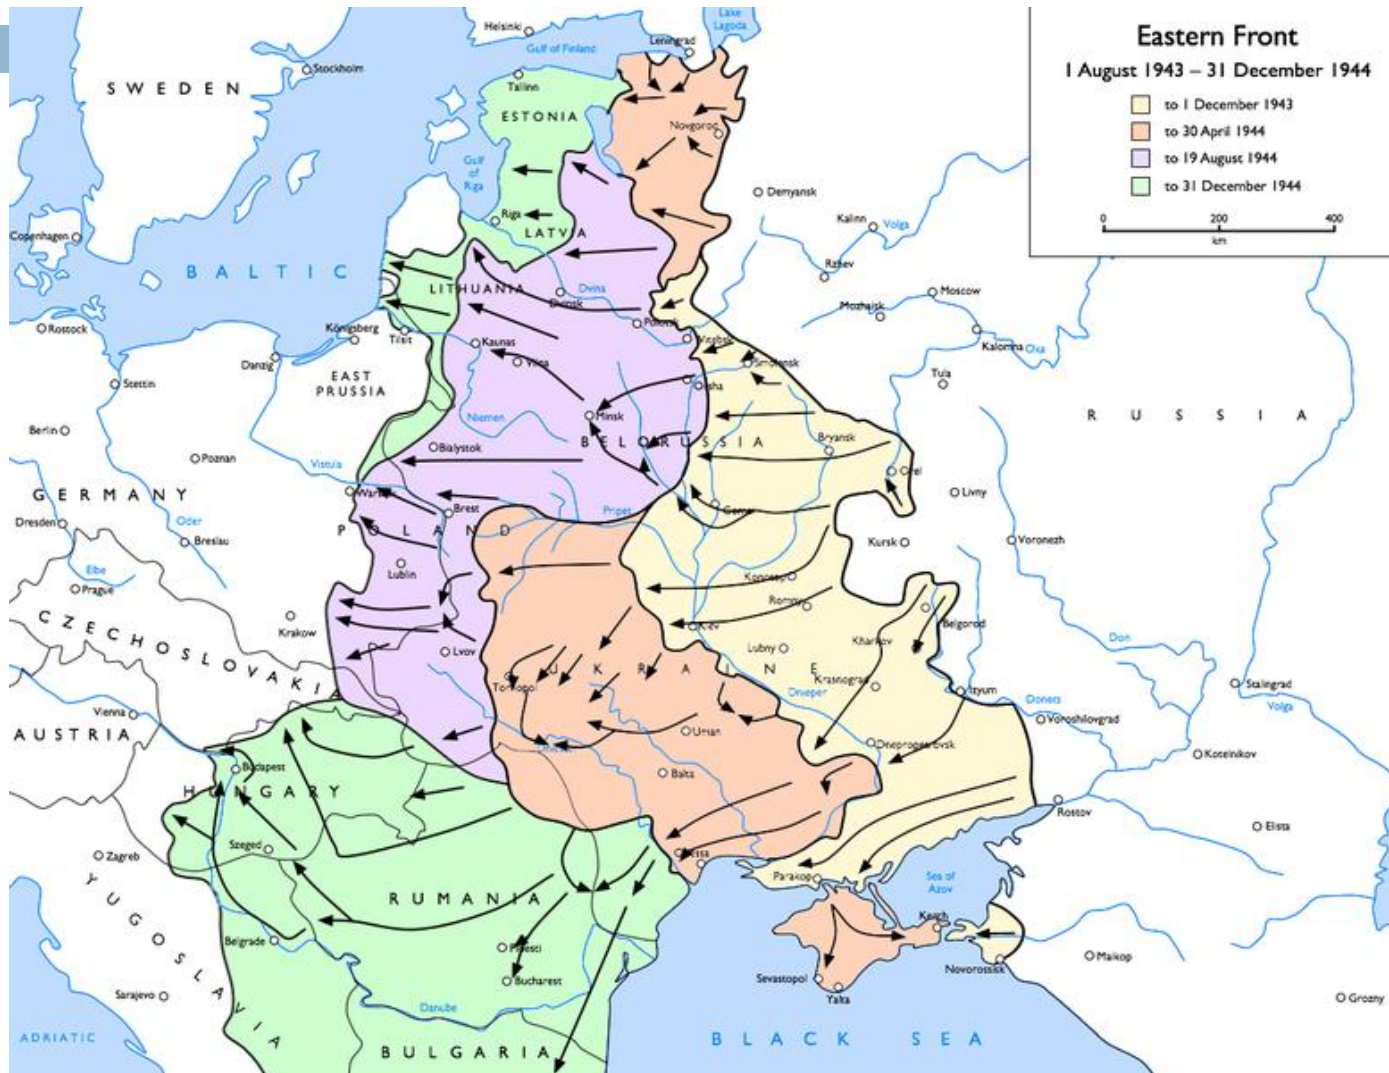 Eastern Front
1 August 1943 – 31 December 1944
to 1 December 1943
to 30 April 1944
to 19 August 1944
to 31 December 1944
0 200 400
km
Lake
Lagoda
Helsinki
Leningrad
Gulf of Finland
Stockholm
SWEDEN
Tallinn
ESTONIA
Novgorod
Gulf
of
Riga
Demyansk
Riga
Kalinn
Volga
LATVIA
Copenhagen
BALTIC
Rzhev
LITHUANIA
Dvina
Dvinsk
Moscow
Mozhaisk
Rostock
Königsberg
Tilsit
Polotsk
Vitebsk
Kaunas
Kalomna
Oka
Danzig
Vilna
Smolensk
EAST
PRUSSIA
Tula
Stettin
Orsha
Niemen
Minsk
RUSSIA
Berlin
BELORUSSIA
Bryansk
Bialystok
Poznan
Vistula
Orel
GERMANY
Warsaw
Livny
Brest
Pripet
Gomel
Dresden
Oder
POLAND
Breslau
Kursk
Voronezh
Elbe
Lublin
Konotop
Prague
Romny
Krakow
Kiev
Belgorod
CZECHOSLOVAKIA
Kharkov
Don
Lvov
Lubny
UKRAINE
Krasnograd
Tornopol
Dnieper
Izyum
Donets
Stalingrad
Volga
Vienna
Voroshilovgrad
AUSTRIA
Uman
Dnepropetrovsk
Kotelnikov
Budapest
Balta
HUNGARY
Rostov
Elista
Szeged
Zagreb
Parakop
Sea of
Azov
RUMANIA
Kerch
YUGOSLAVIA
Belgrade
Ploesti
Maikop
Novorossisk
Bucharest
Sevastopol
Yalta
Sarajevo
Grozny
Danube
ADRIATIC
BLACK SEA
BULGARIA